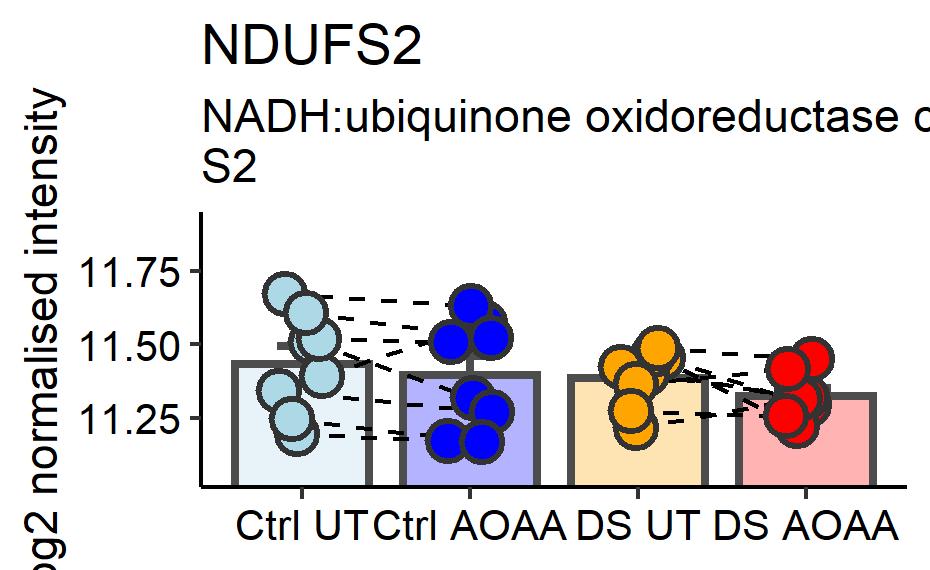 NDUFS2
NADH:ubiquinone oxidoreductase
S2
og2 normalised intensity
11.75
11.50
11.25
Ctrl UT Ctrl AOAA DS UT DS AOAA